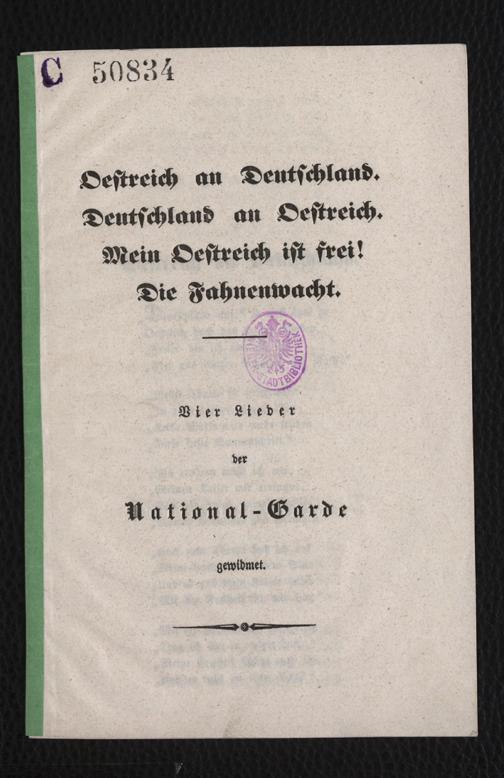 C 50834
Oestreich an Deutschland.
Deutschland an Oestreich.
Mein Oestreich ist frei!
Die Fahnenwacht.
STADTBIBLIOTHEK
Vier Lieder
der
National-Garde
gewidmet.